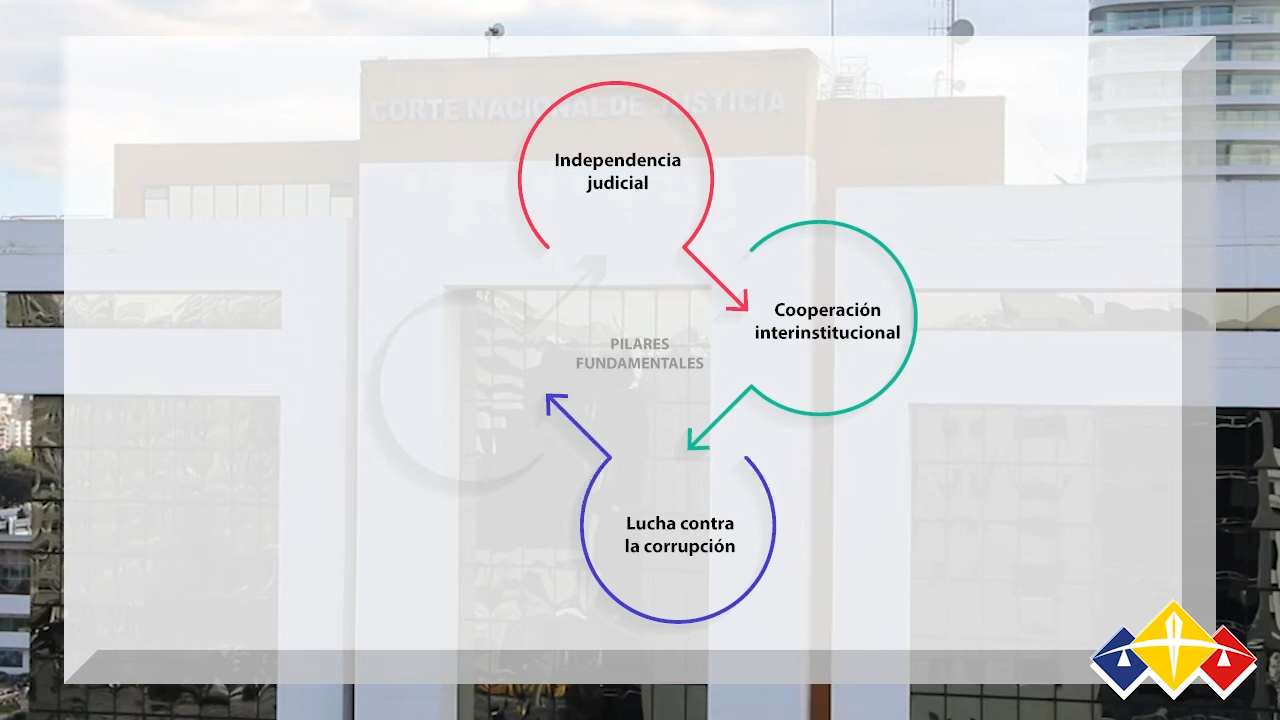 CORTE NACIONAL DE JUSTICIA
Independencia
judicial
Cooperación
interinstitucional
PILARES
FUNDAMENTALES
Lucha contra
la corrupción